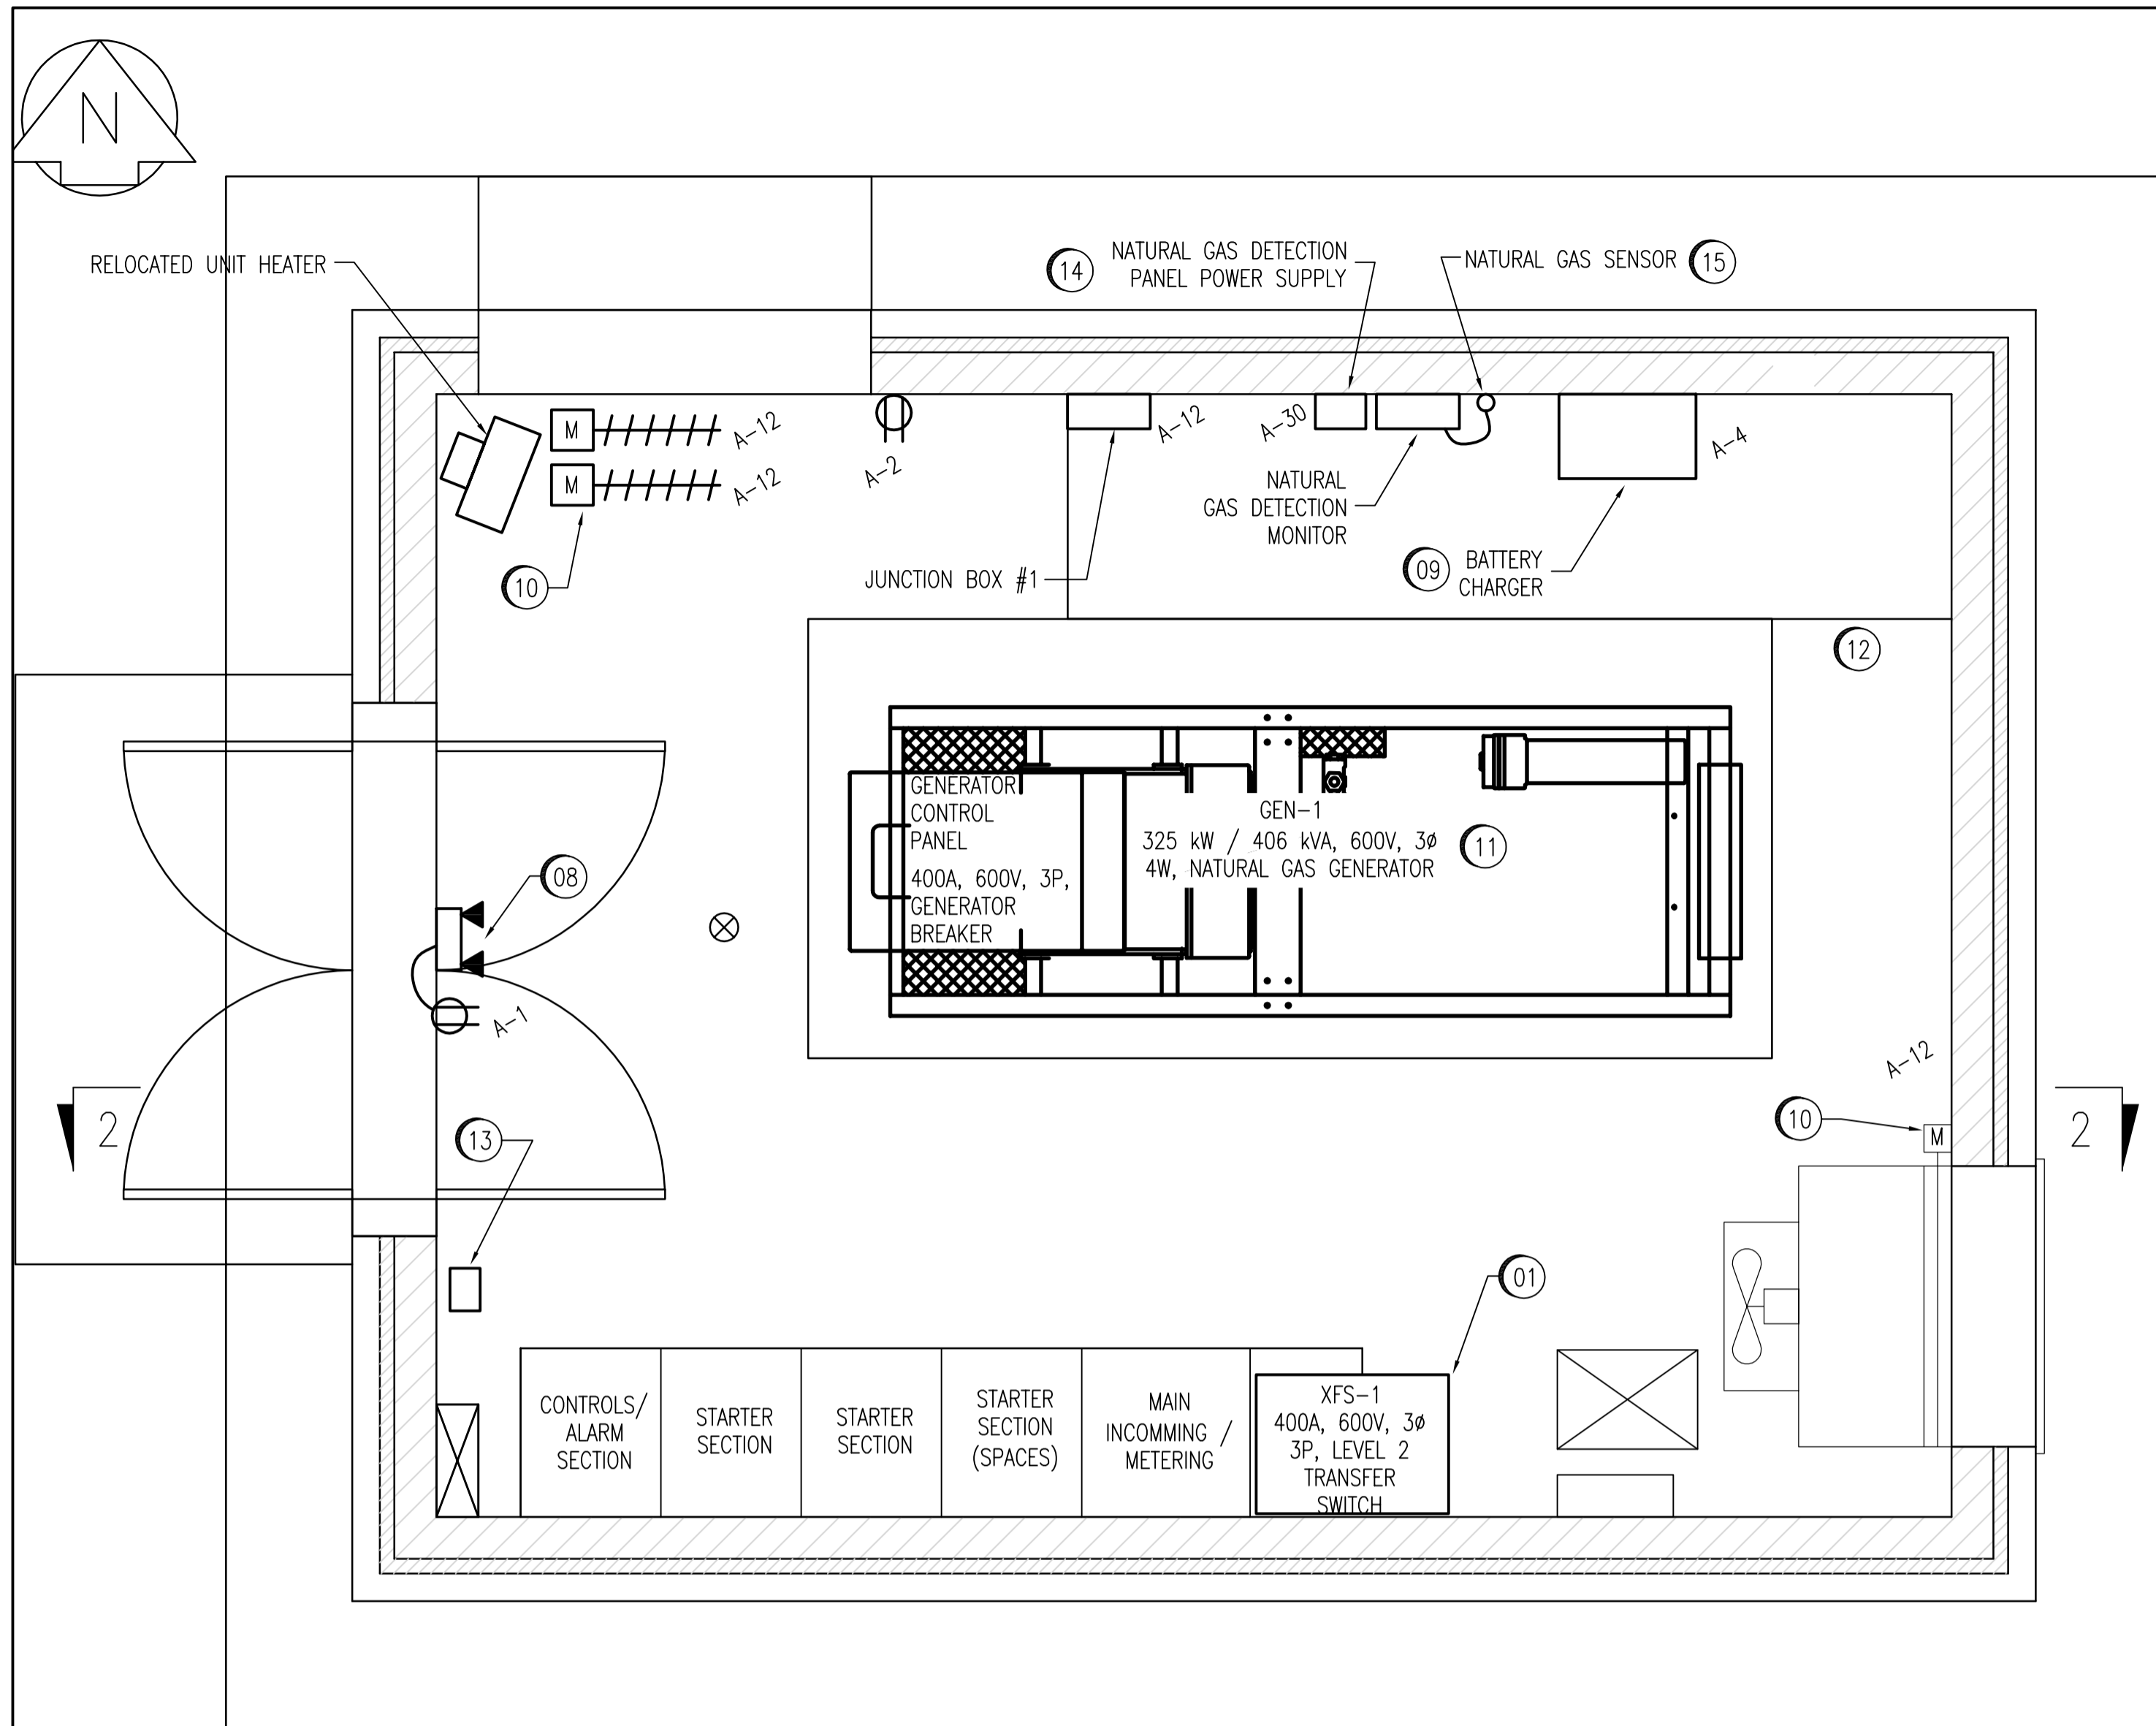 N
RELOCATED UNIT HEATER
14
NATURAL GAS DETECTION
PANEL POWER SUPPLY
NATURAL GAS SENSOR
15
M
A-12
M
A-12
10
A-2
A-12
A-30
A-4
NATURAL
GAS DETECTION
MONITOR
JUNCTION BOX #1
09
BATTERY
CHARGER
12
GENERATOR
CONTROL
PANEL
400A, 600V, 3P,
GENERATOR
BREAKER
GEN-1
325 kW / 406 kVA, 600V, 3ø
4W, NATURAL GAS GENERATOR
11
08
A-1
A-12
2
13
10
M
2
01
CONTROLS/
ALARM
SECTION
STARTER
SECTION
STARTER
SECTION
STARTER
SECTION
(SPACES)
MAIN
INCOMMING /
METERING
XFS-1
400A, 600V, 3ø
3P, LEVEL 2
TRANSFER
SWITCH